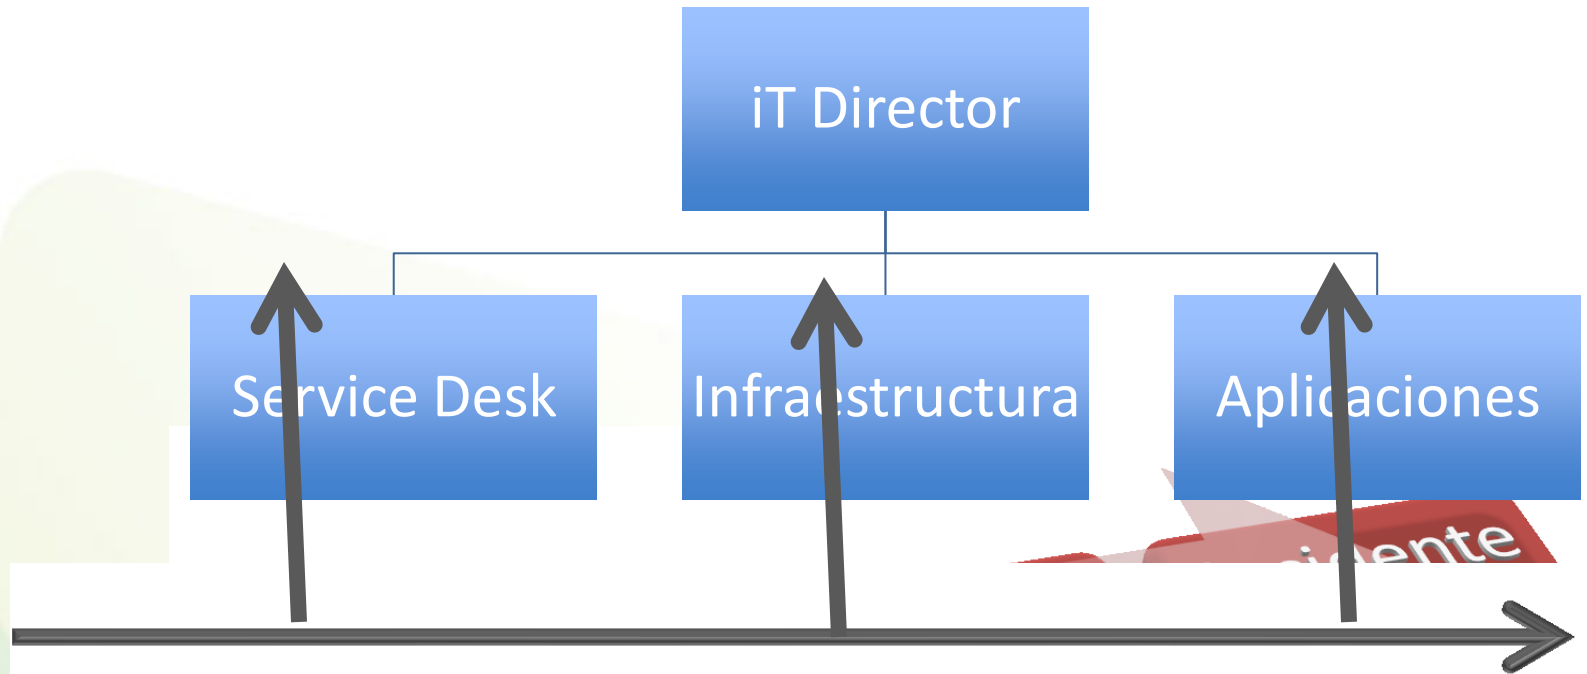 iT Director
Service Desk
Infraestructura
Aplicaciones